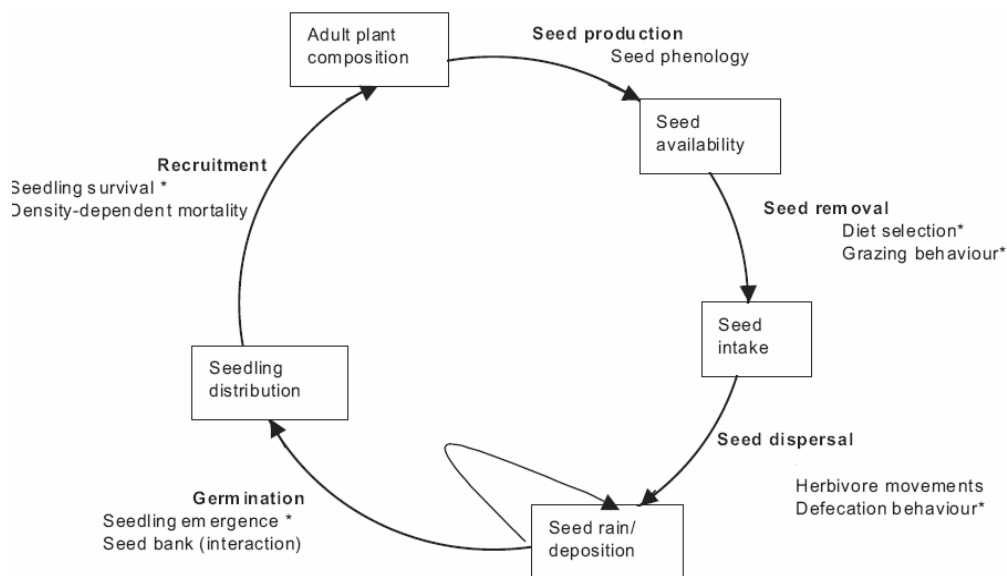 Adult plant
composition
Seed production
Seed phenology
Seed
availability
Recruitment
Seedling survival *
Density-dependent mortality
Seed removal
Diet selection*
Grazing behaviour*
Seed
intake
Seedling
distribution
Seed dispersal
Herbivore movements
Defecation behaviour*
Germination
Seedling emergence *
Seed bank (interaction)
Seed rain/
deposition